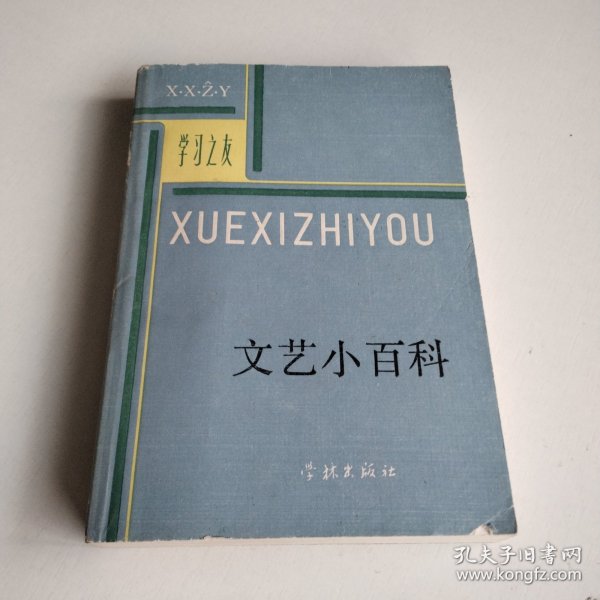 X·X·Ẑ·Y
学习之友
XUEXIZHIYOU
文艺小百科
学林出版社
孔夫子旧书网
www.kongfz.com